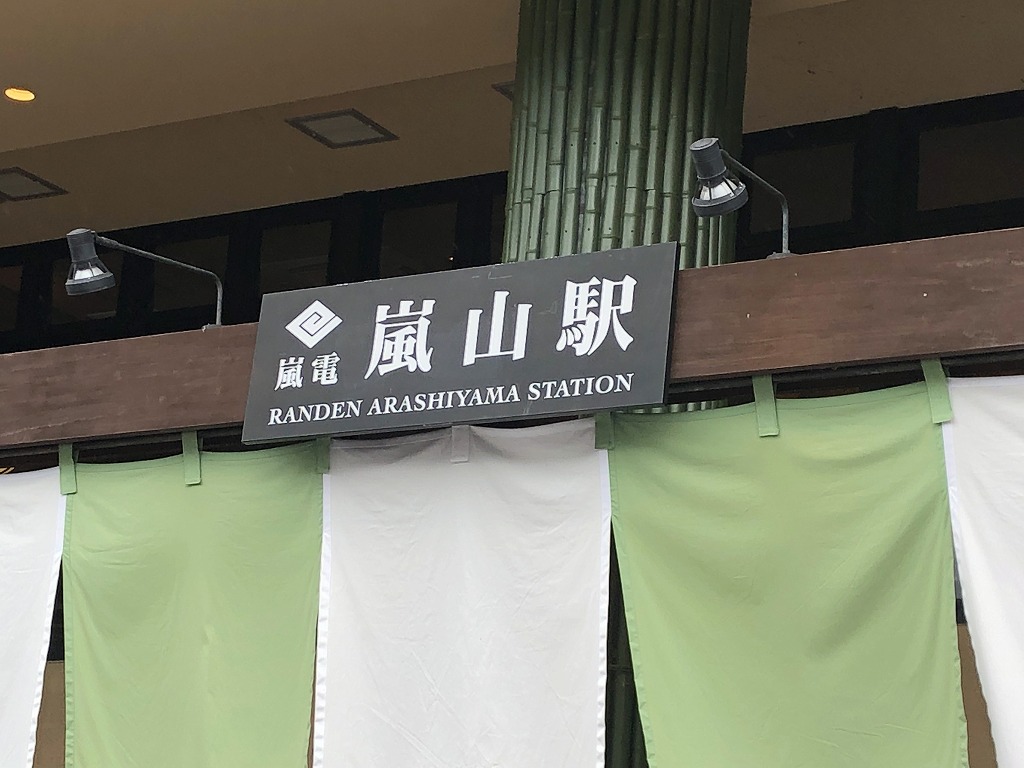 嵐電 嵐山駅
RANDEN ARASHIYAMA STATION